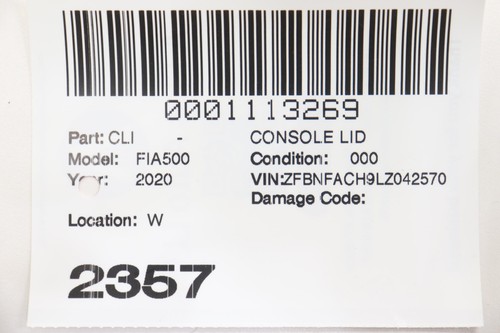 0001113269
Part: CLI - CONSOLE LID
Model: FIA500 Condition: 000
Year: 2020 VIN:ZFBNFACH9LZ042570
Damage Code:
Location: W
2357